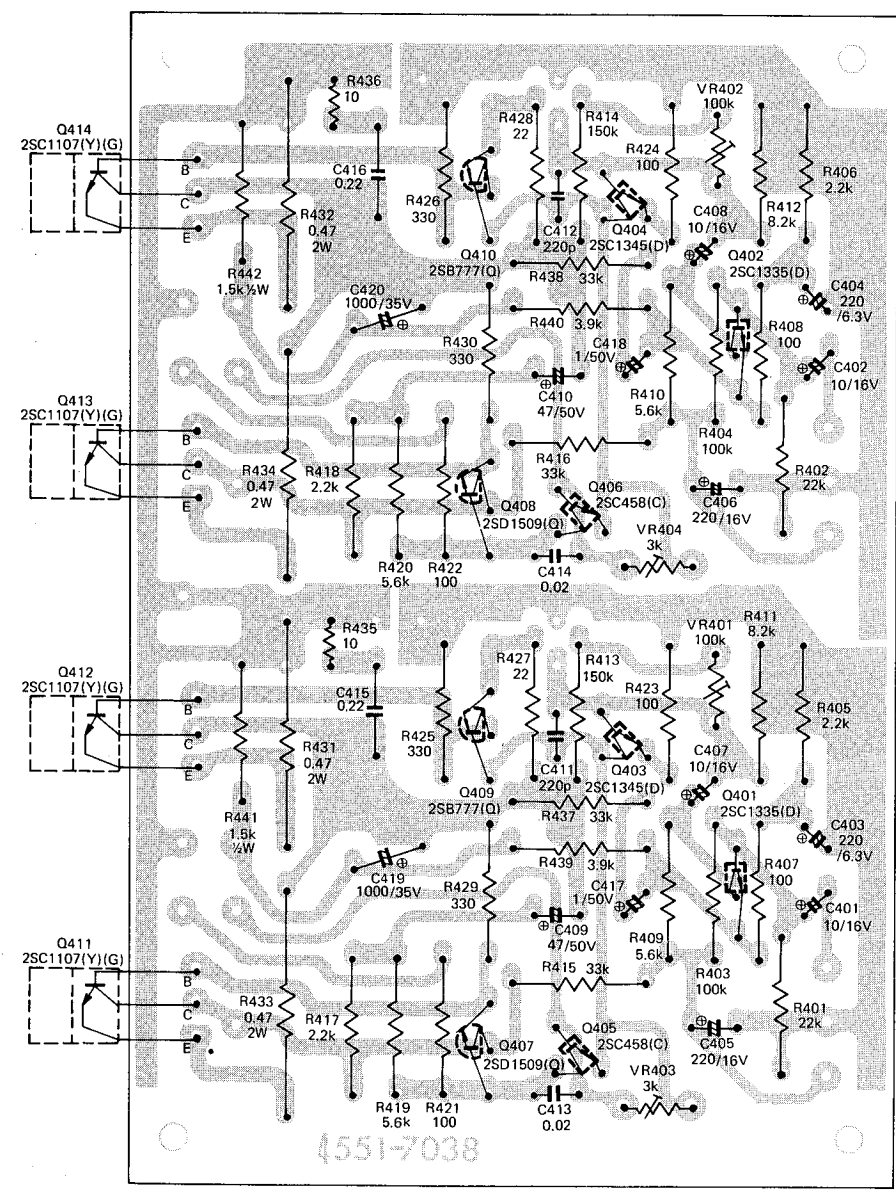 R436
10
VR402
100k
Q414
2SC1107(Y)(G)
R428
22
R414
150k
R424
100
B
C
E
C416
0.22
R426
330
R406
2.2k
R412
8.2k
R432
0.47
2W
C412
220p
Q404
2SC1345(D)
C408
10/16V
R442
1.5k ½W
Q410
2SB777(Q)
R438
33k
Q402
2SC1335(D)
C420
1000/35V
⊕
C404
220
/6.3V
⊕
R440
3.9k
R430
330
C418
1/50V
⊕
R408
100
⊕
C402
10/16V
Q413
2SC1107(Y)(G)
⊕
C410
47/50V
R410
5.6k
R404
100k
B
C
E
R434
0.47
2W
R418
2.2k
R416
33k
R402
22k
Q408
2SD1509(Q)
Q406
2SC458(C)
⊕
C406
220/16V
R420
5.6k
R422
100
C414
0.02
VR404
3k
R435
10
VR401
100k
R411
8.2k
Q412
2SC1107(Y)(G)
R427
22
R413
150k
R423
100
B
C
E
C415
0.22
R425
330
R405
2.2k
R431
0.47
2W
C411
220p
Q403
2SC1345(D)
C407
10/16V
⊕
R441
1.5k
½W
Q409
2SB777(Q)
R437
33k
Q401
2SC1335(D)
⊕
C419
1000/35V
⊕
C403
220
/6.3V
R439
3.9k
R429
330
C417
1/50V
⊕
R407
100
⊕
C401
10/16V
Q411
2SC1107(Y)(G)
⊕
C409
47/50V
R409
5.6k
R403
100k
B
C
E
R433
0.47
2W
R417
2.2k
R415
33k
R401
22k
Q407
2SD1509(Q)
Q405
2SC458(C)
⊕
C405
220/16V
R419
5.6k
R421
100
C413
0.02
VR403
3k
4551-7038